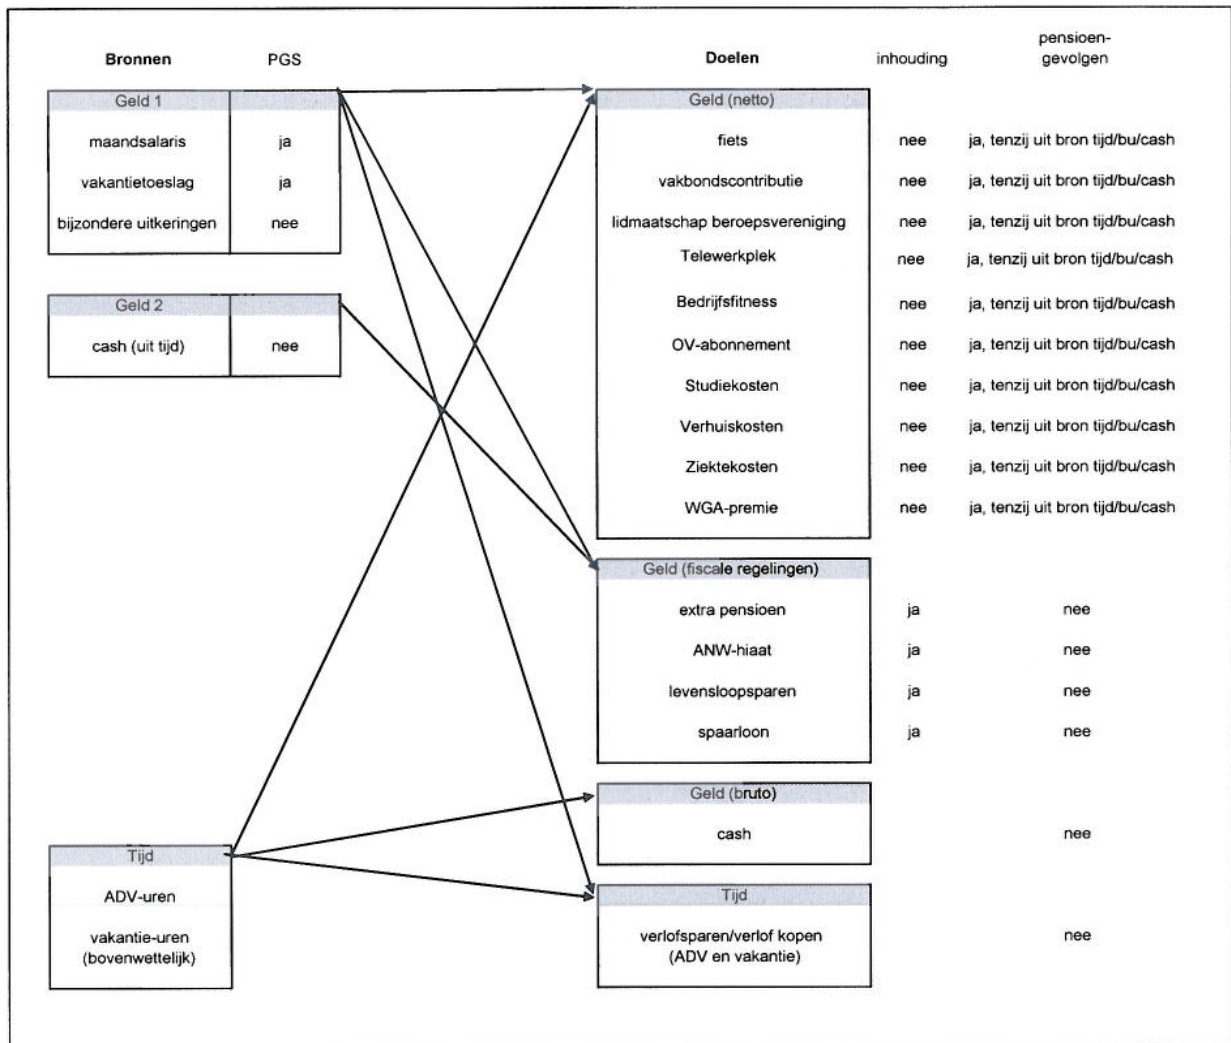 pensioen-
Bronnen PGS Doelen inhouding gevolgen
Geld 1 Geld (netto)
maandsalaris ja fiets nee ja, tenzij uit bron tijd/bu/cash
vakantietoeslag ja vakbondscontributie nee ja, tenzij uit bron tijd/bu/cash
bijzondere uitkeringen nee lidmaatschap beroepsvereniging nee ja, tenzij uit bron tijd/bu/cash
Telewerkplek nee ja, tenzij uit bron tijd/bu/cash
Geld 2 Bedrijfsfitness nee ja, tenzij uit bron tijd/bu/cash
cash (uit tijd) nee OV-abonnement nee ja, tenzij uit bron tijd/bu/cash
Studiekosten nee ja, tenzij uit bron tijd/bu/cash
Verhuiskosten nee ja, tenzij uit bron tijd/bu/cash
Ziektekosten nee ja, tenzij uit bron tijd/bu/cash
WGA-premie nee ja, tenzij uit bron tijd/bu/cash
Geld (fiscale regelingen)
extra pensioen ja nee
ANW-hiaat ja nee
levensloopsparen ja nee
spaarloon ja nee
Geld (bruto)
cash nee
Tijd
ADV-uren
vakantie-uren
(bovenwettelijk)
Tijd
verlofsparen/verlof kopen nee
(ADV en vakantie)